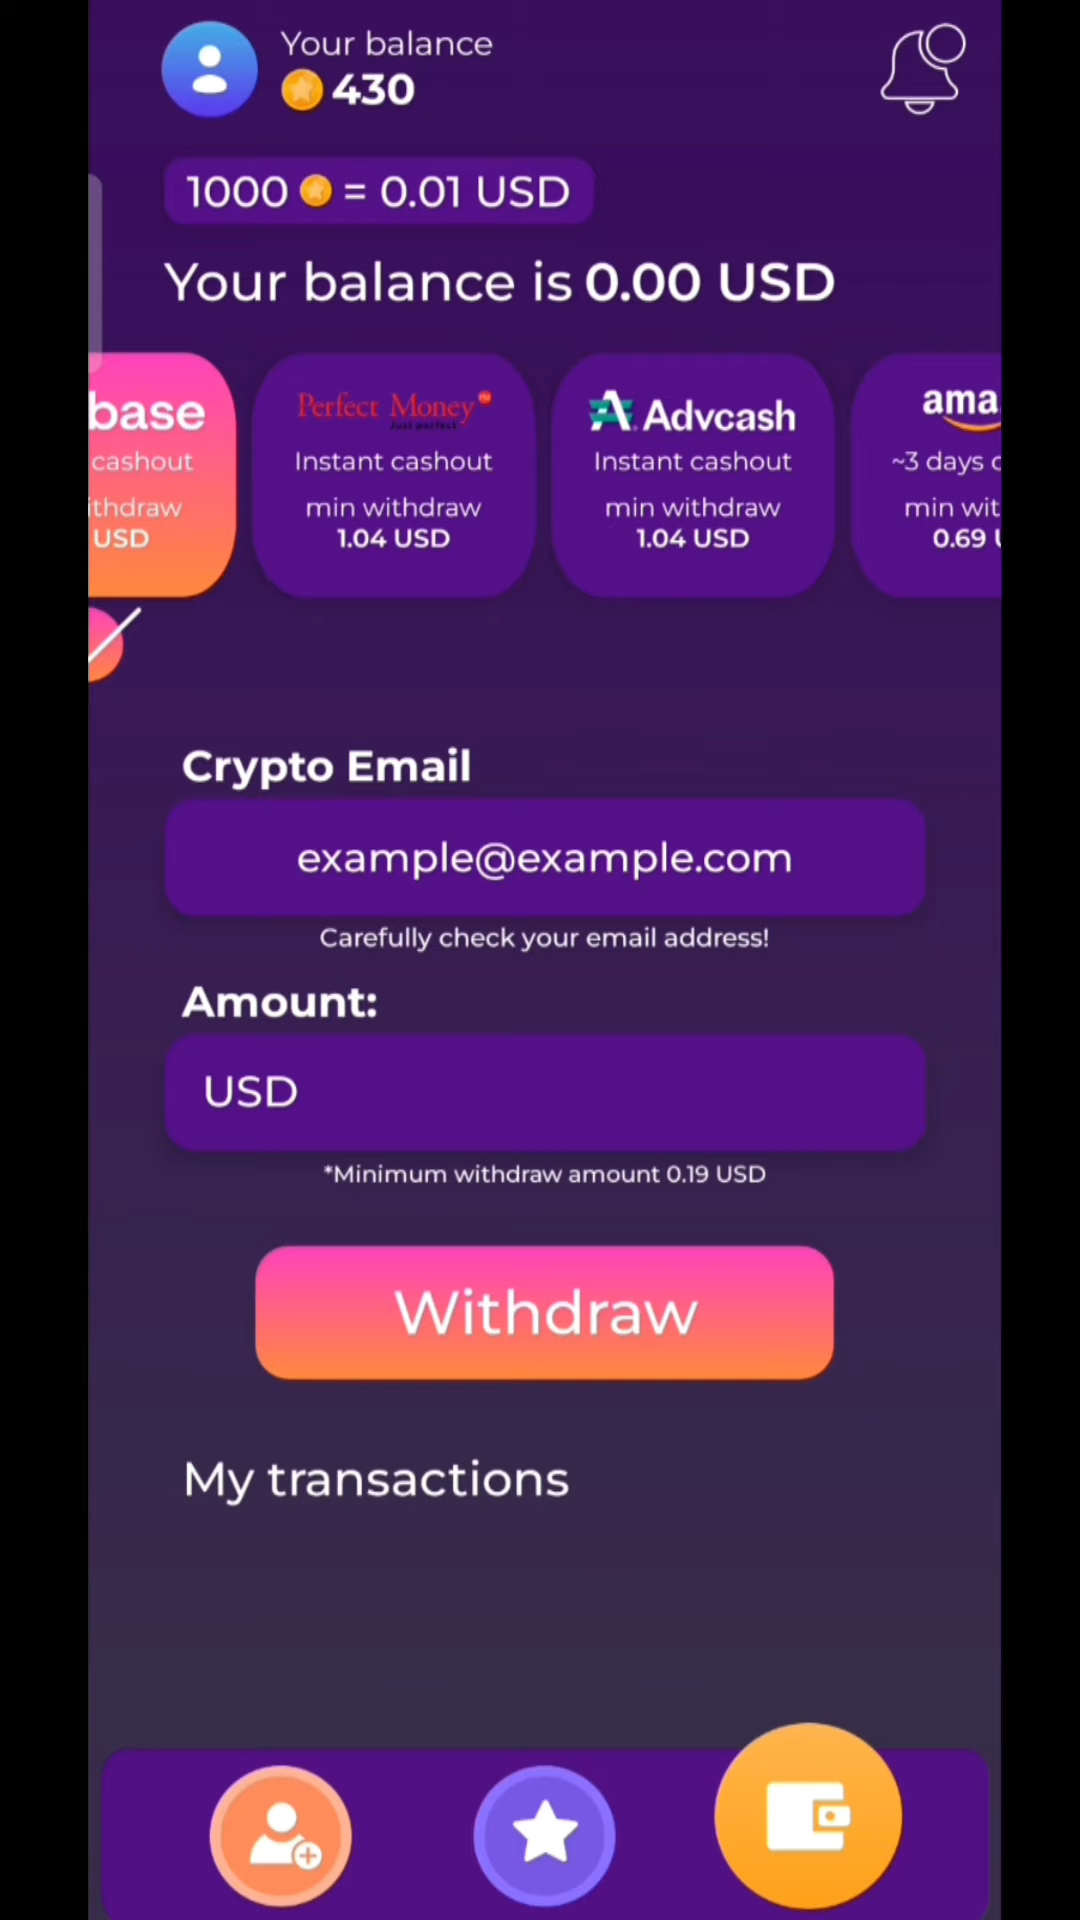 Your balance
430
1000 = 0.01 USD
Your balance is 0.00 USD
base
cashout
ithdraw
USD
Perfect Money PM
Just perfect
Instant cashout
min withdraw
1.04 USD
Advcash
Instant cashout
min withdraw
1.04 USD
ama
~3 days c
min wit
0.69 U
Crypto Email
example@example.com
Carefully check your email address!
Amount:
USD
*Minimum withdraw amount 0.19 USD
Withdraw
My transactions